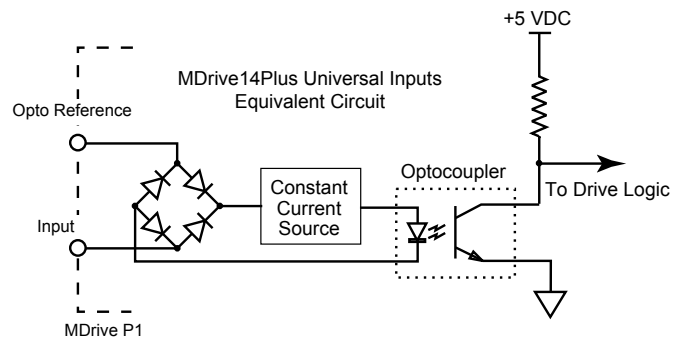 +5 VDC
MDrive14Plus Universal Inputs
Equivalent Circuit
Opto Reference
Optocoupler
Constant
Current
Source
To Drive Logic
Input
MDrive P1